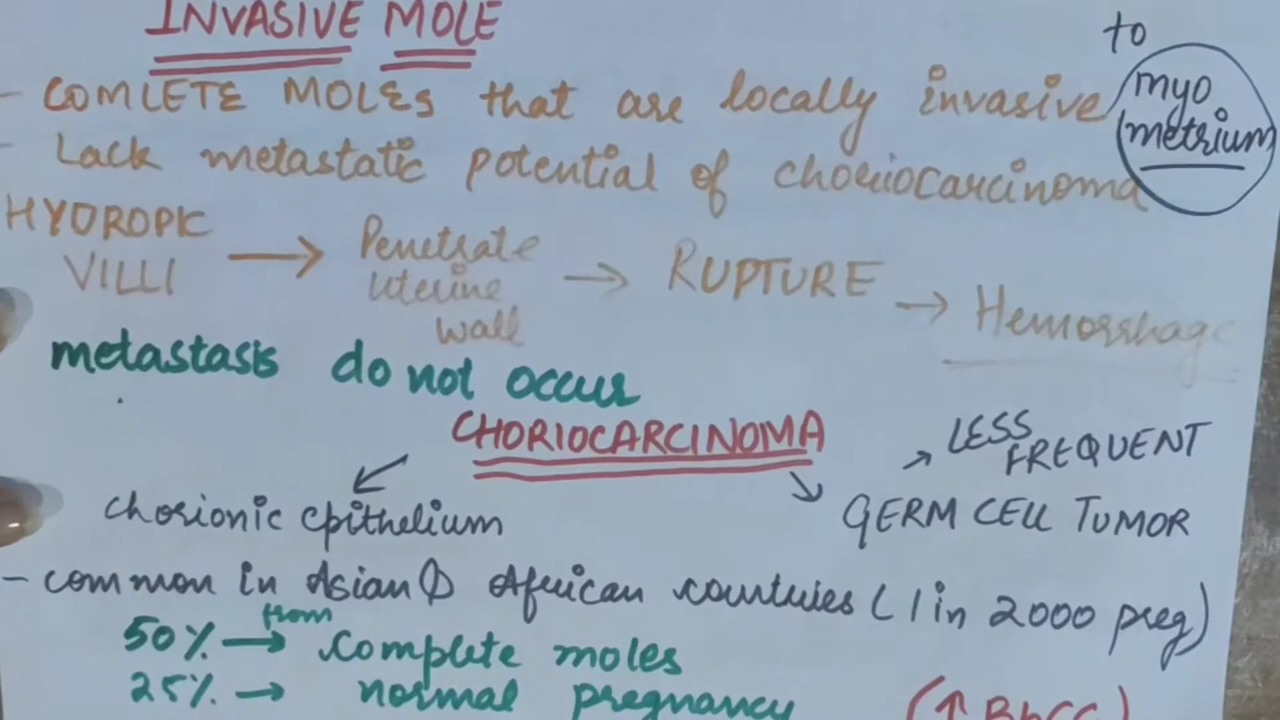 INVASIVE MOLE
- COMLETE MOLES that are locally invasive to myo metrium
- Lack metastatic potential of choriocarcinoma
HYDROPIC VILLI → Penetrate uterine wall → RUPTURE → Hemorrhage
metastasis do not occur
CHORIOCARCINOMA
↙ ↘
Chorionic epithelium
GERM CELL TUMOR → LESS FREQUENT
- common in Asian & African countries (1 in 2000 preg)
50% → from complete moles
25% → normal pregnancy
(↑ BhCG)